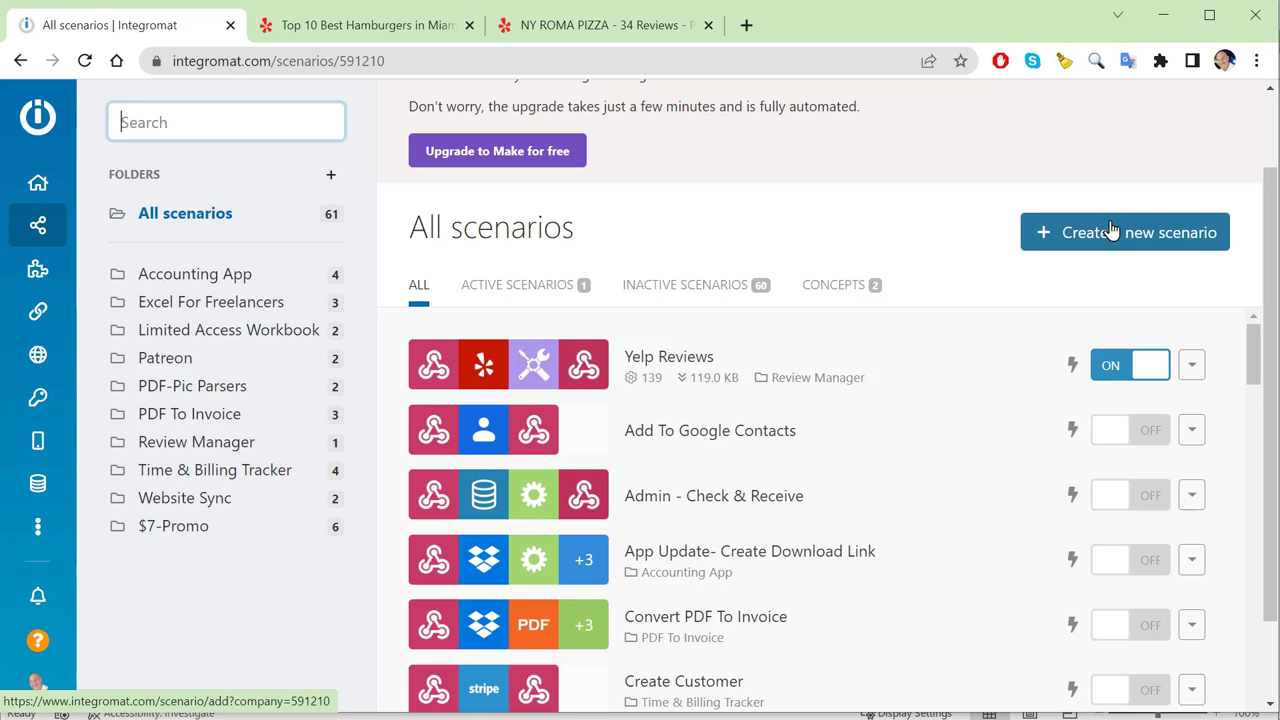 All scenarios | Integromat
Top 10 Best Hamburgers in Miam
NY ROMA PIZZA - 34 Reviews - P
integromat.com/scenarios/591210
Don't worry, the upgrade takes just a few minutes and is fully automated.
Upgrade to Make for free
Search
FOLDERS
All scenarios 61
Accounting App 4
Excel For Freelancers 3
Limited Access Workbook 2
Patreon 2
PDF-Pic Parsers 2
PDF To Invoice 3
Review Manager 1
Time & Billing Tracker 4
Website Sync 2
$7-Promo 6
All scenarios
+ Create new scenario
ALL ACTIVE SCENARIOS 1 INACTIVE SCENARIOS 60 CONCEPTS 2
Yelp Reviews
139 119.0 KB Review Manager
ON
Add To Google Contacts
OFF
Admin - Check & Receive
OFF
+3
App Update- Create Download Link
Accounting App
OFF
PDF +3
Convert PDF To Invoice
PDF To Invoice
OFF
stripe
Create Customer
Time & Billing Tracker
OFF
https://www.integromat.com/scenario/add?company=591210
Ready
Accessibility: Investigate
Display Settings
100%